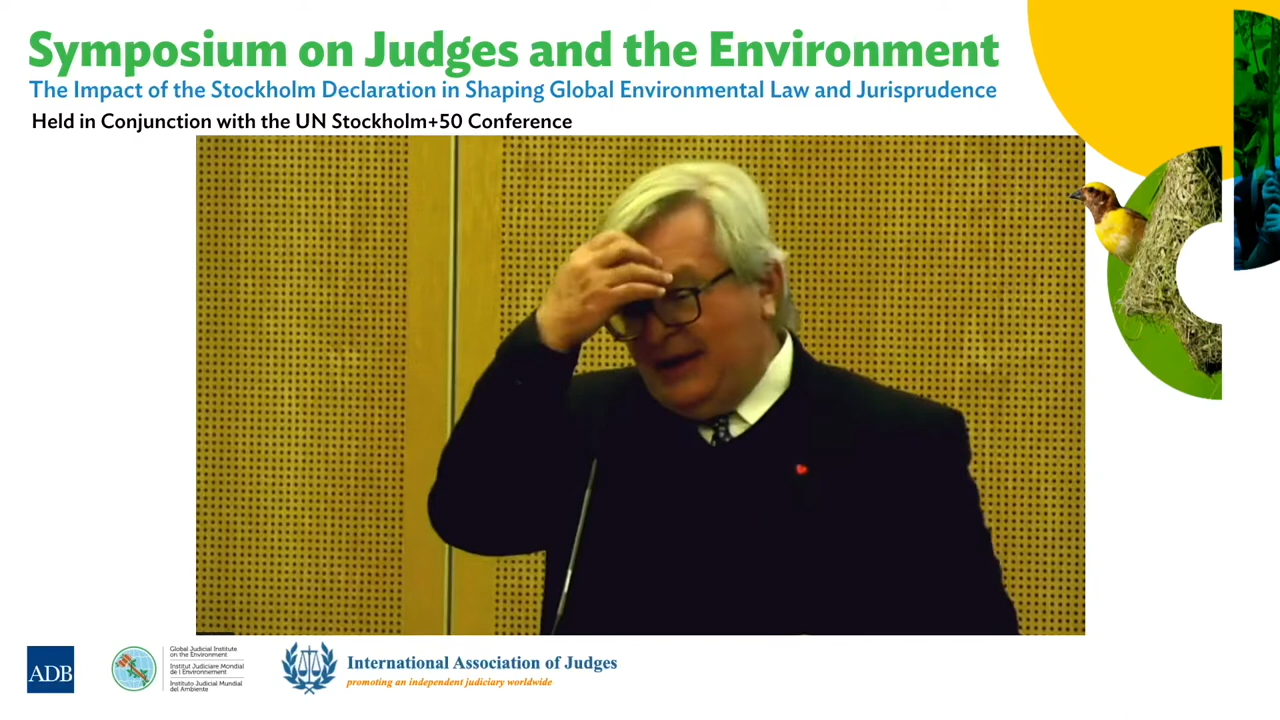 Symposium on Judges and the Environment
The Impact of the Stockholm Declaration in Shaping Global Environmental Law and Jurisprudence
Held in Conjunction with the UN Stockholm+50 Conference
ADB
Global Judicial Institute
on the Environment
Institut Judiciaire Mondial
de l Environnement
Instituto Judicial Mundial
del Ambiente
International Association of Judges
promoting an independent judiciary worldwide